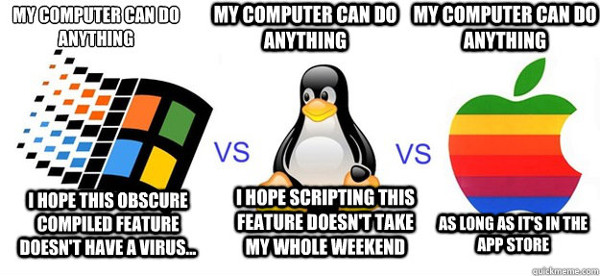 MY COMPUTER CAN DO
ANYTHING
I HOPE THIS OBSCURE
COMPILED FEATURE
DOESN'T HAVE A VIRUS...
VS
MY COMPUTER CAN DO
ANYTHING
I HOPE SCRIPTING THIS
FEATURE DOESN'T TAKE
MY WHOLE WEEKEND
VS
MY COMPUTER CAN DO
ANYTHING
AS LONG AS IT'S IN THE
APP STORE
quickmeme.com